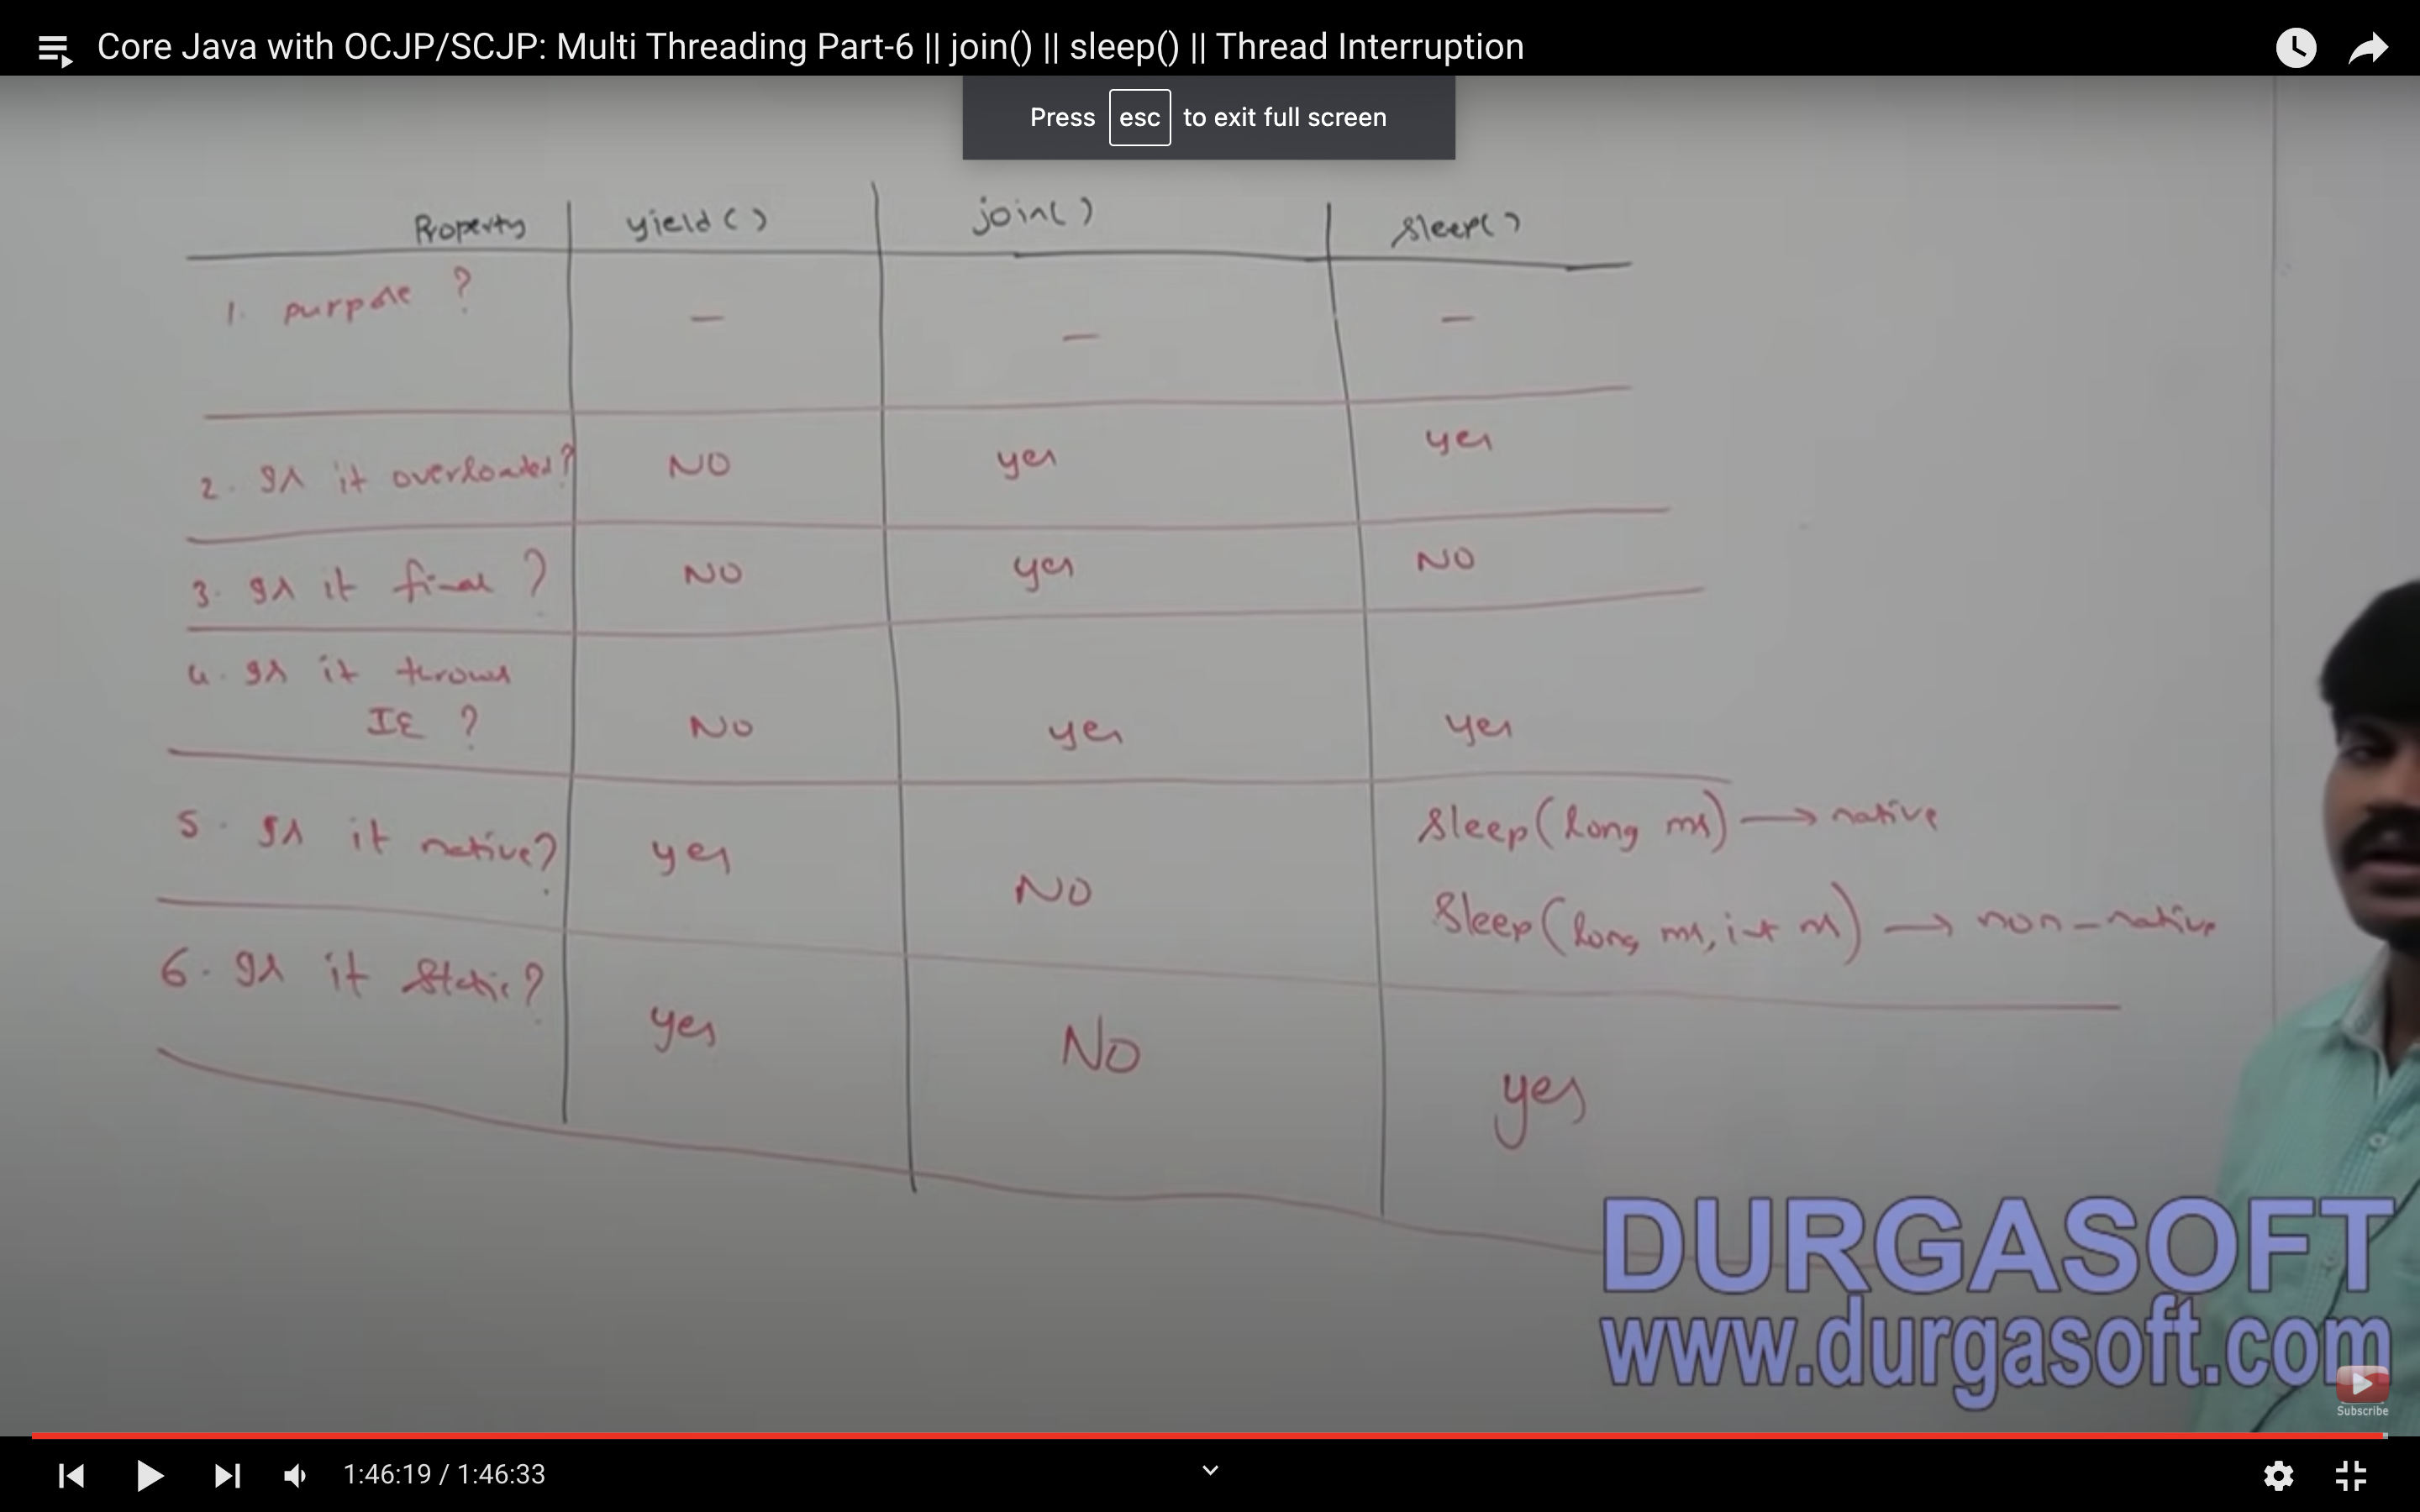 Core Java with OCJP/SCJP: Multi Threading Part-6 || join() || sleep() || Thread Interruption
Press esc to exit full screen
Property yield() join() sleep()
1. purpose ? – – –
2. Is it overloaded? NO yes yes
3. Is it final ? NO yes NO
4. Is it throws
IE ? NO yes yes
5. Is it native? yes NO sleep(long ms) → native
sleep(long ms, int ns) → non-native
6. Is it static? yes No yes
DURGASOFT
www.durgasoft.com
Subscribe
1:46:19 / 1:46:33